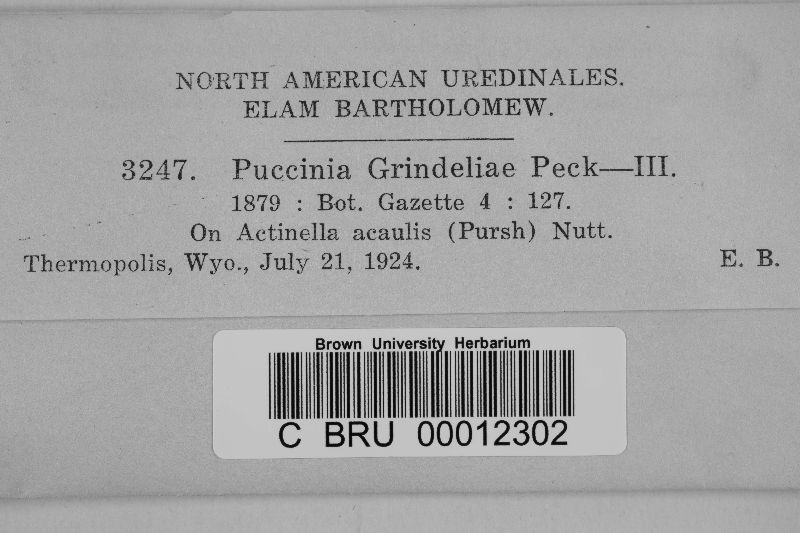 NORTH AMERICAN UREDINALES.
ELAM BARTHOLOMEW.
3247. Puccinia Grindeliae Peck—III.
1879 : Bot. Gazette 4 : 127.
On Actinella acaulis (Pursh) Nutt.
Thermopolis, Wyo., July 21, 1924. E. B.
Brown University Herbarium
C BRU 00012302